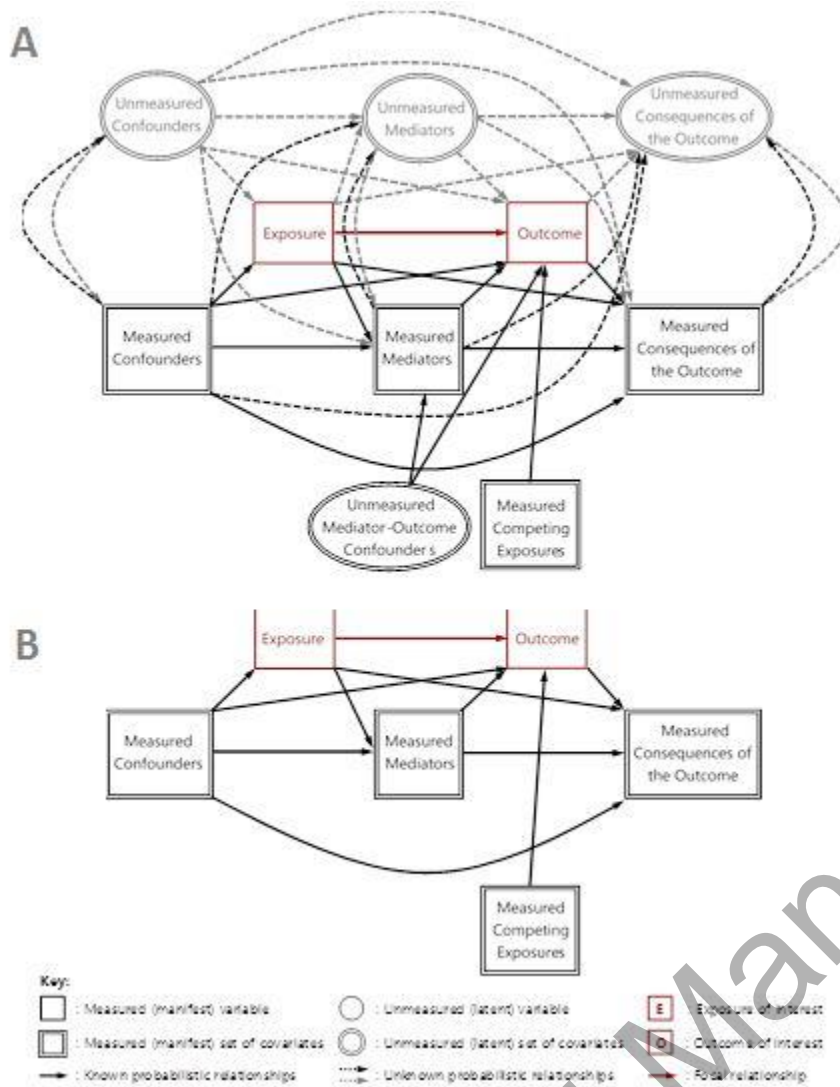 A
Unmeasured
Confounders
Unmeasured
Mediators
Unmeasured
Consequences of
the Outcome
Exposure
Outcome
Measured
Confounders
Measured
Mediators
Measured
Consequences of
the Outcome
Unmeasured
Mediator-Outcome
Confounders
Measured
Competing
Exposures
B
Exposure
Outcome
Measured
Confounders
Measured
Mediators
Measured
Consequences of
the Outcome
Measured
Competing
Exposures
Key:
: Measured (manifest) variable
: Unmeasured (latent) variable
E : Exposure of interest
: Measured (manifest) set of covariates
: Unmeasured (latent) set of covariates
O : Outcome of interest
: Known probabilistic relationships
: Unknown probabilistic relationships
: Focal relationship